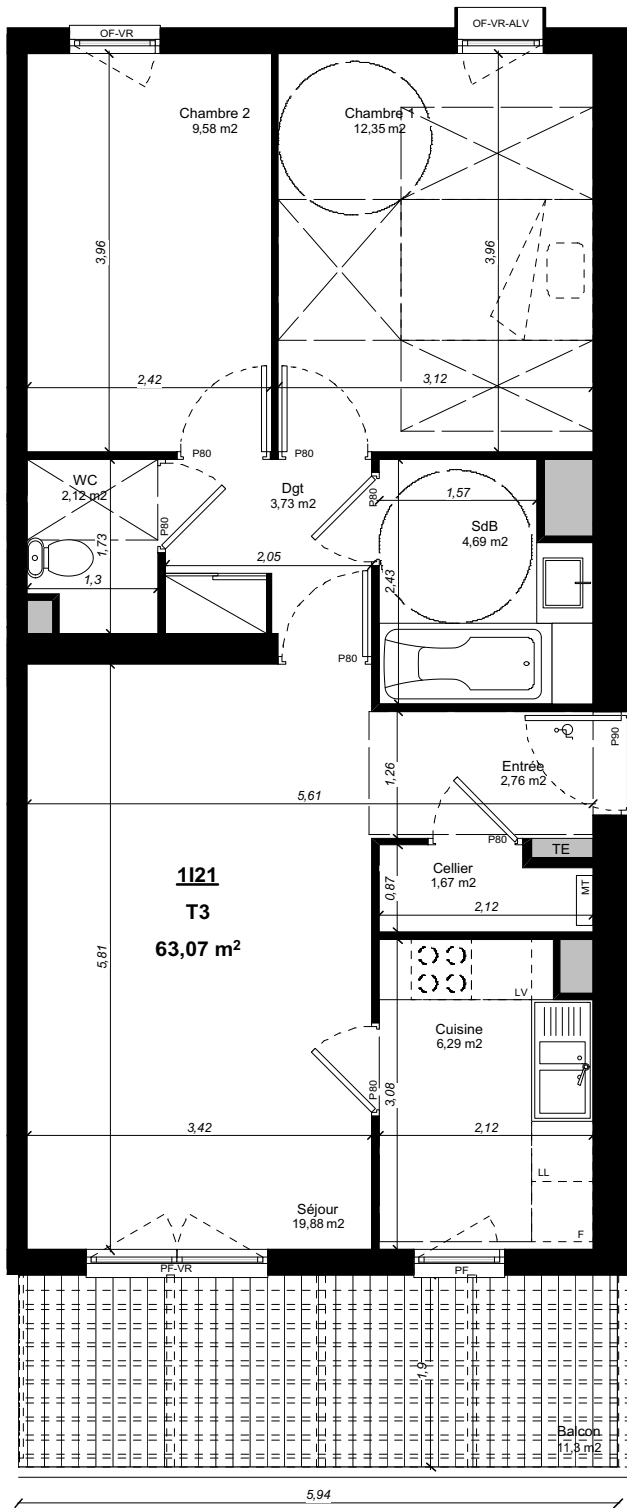 OF-VR
OF-VR-ALV
Chambre 2
9,58 m2
Chambre 1
12,35 m2
3,96
3,96
2,42
3,12
P80
P80
WC
2,12 m2
Dgt
3,73 m2
P80
1,57
SdB
4,69 m2
1,73
P80
2,05
2,43
1,3
P80
P90
1,26
Entrée
2,76 m2
5,61
P80
TE
Cellier
1,67 m2
0,87
MT
2,12
1I21
T3
63,07 m²
5,81
LV
Cuisine
6,29 m2
P80
3,08
3,42
2,12
LL
Séjour
19,88 m2
F
PF-VR
PF
1,9
Balcon
11,3 m2
5,94